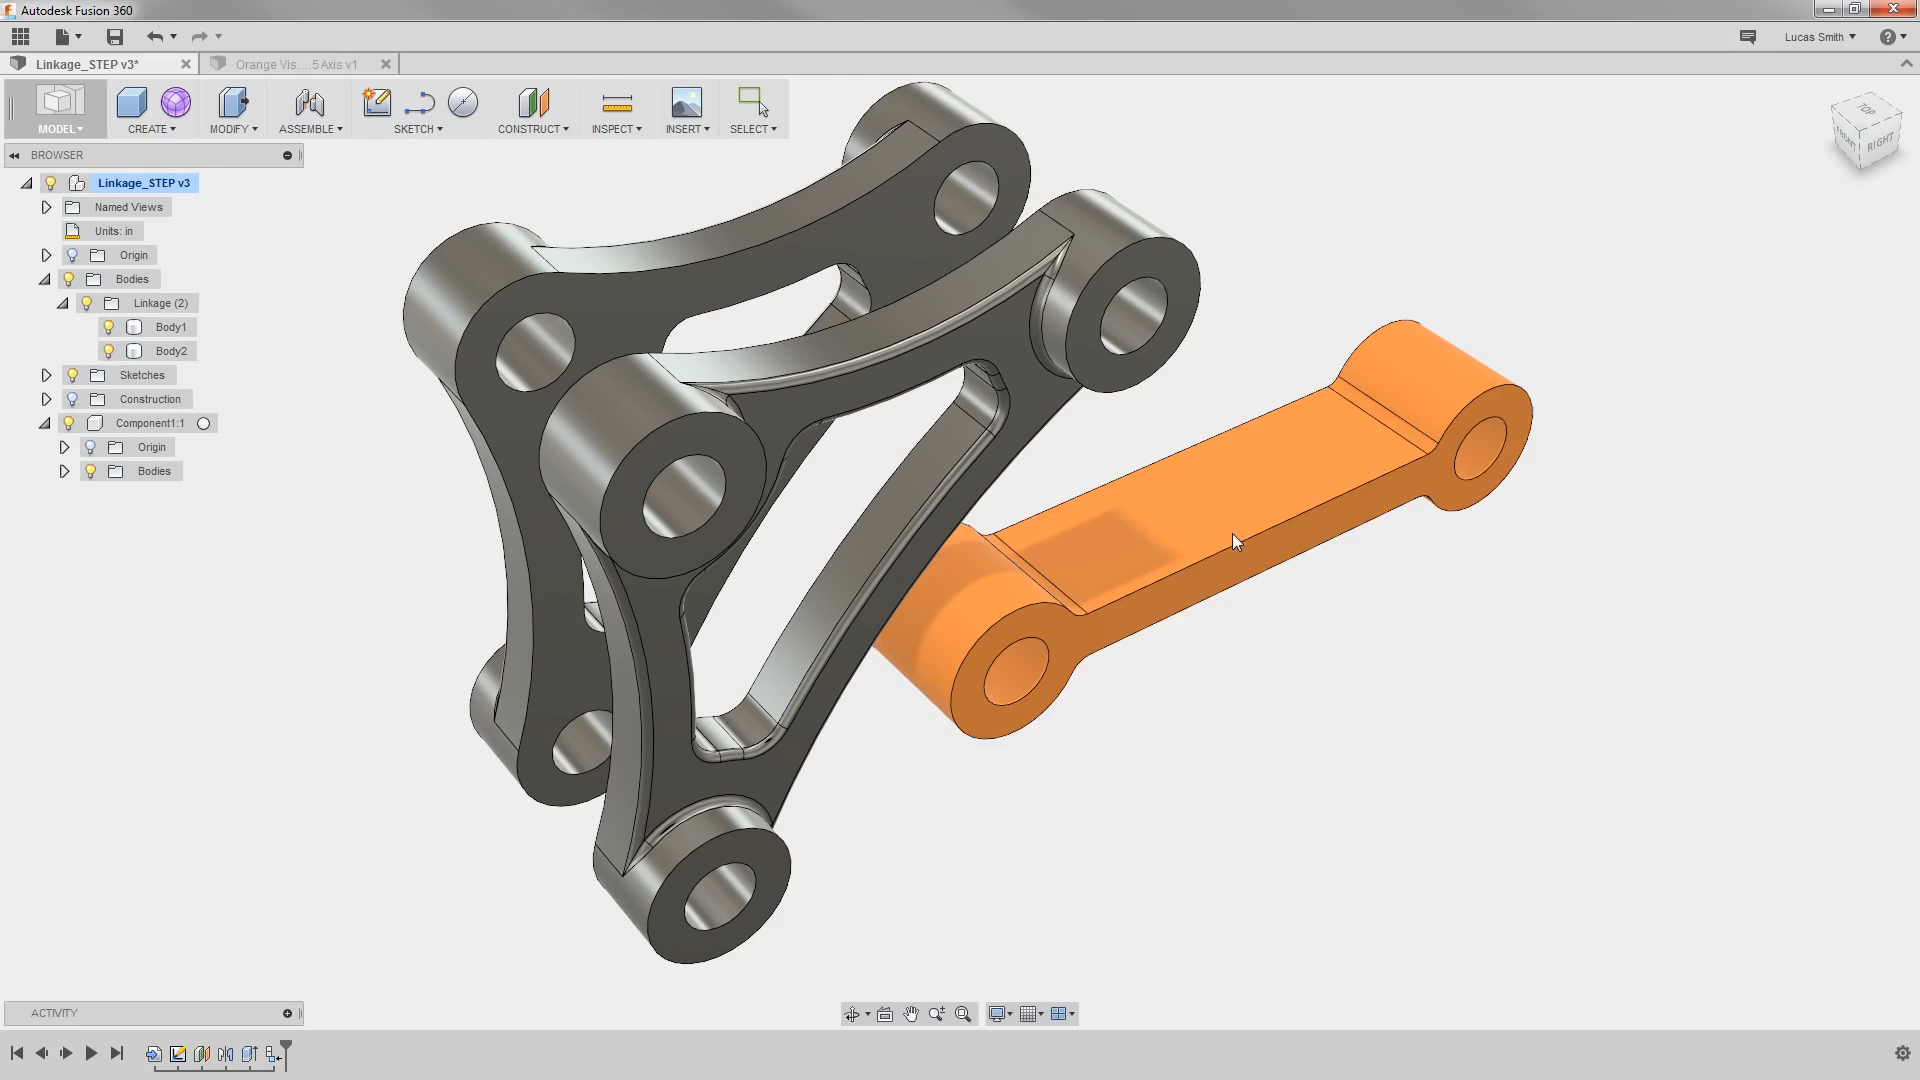 Autodesk Fusion 360
Lucas Smith
Linkage_STEP v3*
Orange Vis....5 Axis v1
MODEL
CREATE
MODIFY
ASSEMBLE
SKETCH
CONSTRUCT
INSPECT
INSERT
SELECT
TOP
FRONT
RIGHT
BROWSER
Linkage_STEP v3
Named Views
Units: in
Origin
Bodies
Linkage (2)
Body1
Body2
Sketches
Construction
Component1:1
Origin
Bodies
ACTIVITY